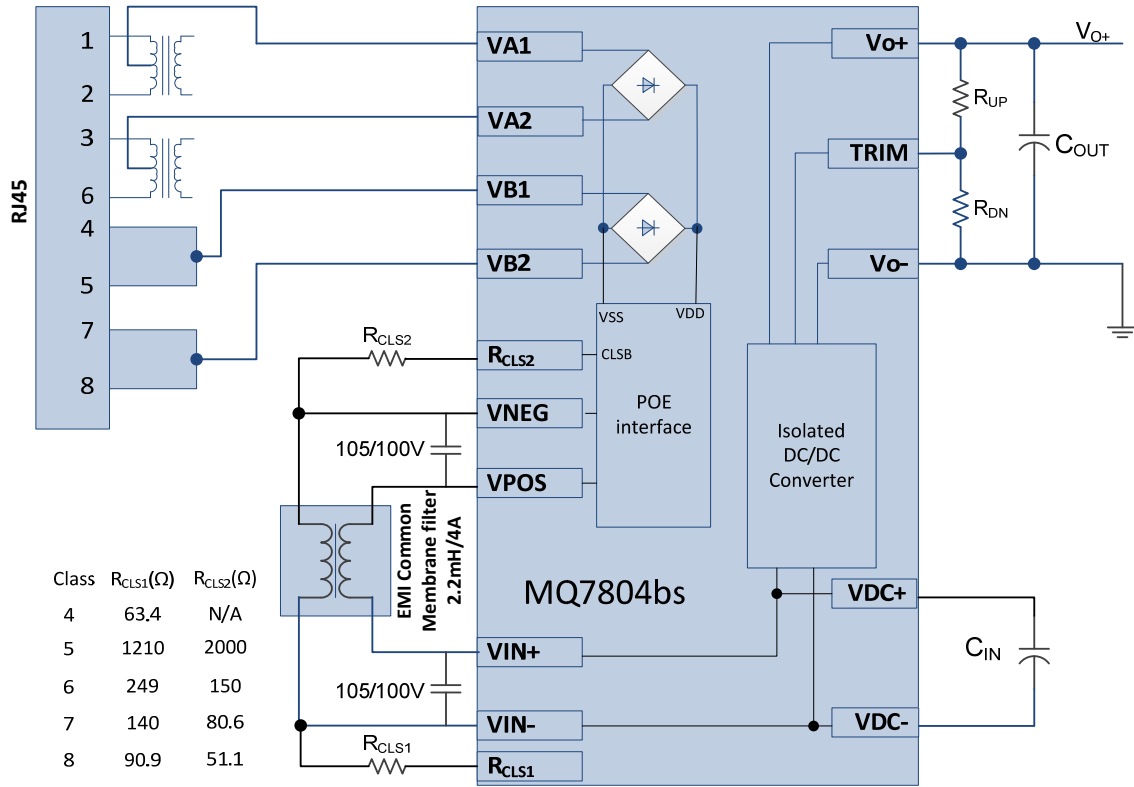 RJ45
1
2
3
6
4
5
7
8
VA1
VA2
VB1
VB2
RCLS2
RCLS2
VNEG
105/100V
VPOS
EMI Common
Membrane filter
2.2mH/4A
VIN+
105/100V
VIN-
RCLS1
RCLS1
VSS
VDD
CLSB
POE
interface
MQ7804bs
Isolated
DC/DC
Converter
Vo+
TRIM
Vo-
VDC+
VDC-
VO+
RUP
COUT
RDN
CIN
Class RCLS1(Ω) RCLS2(Ω)
4 63.4 N/A
5 1210 2000
6 249 150
7 140 80.6
8 90.9 51.1